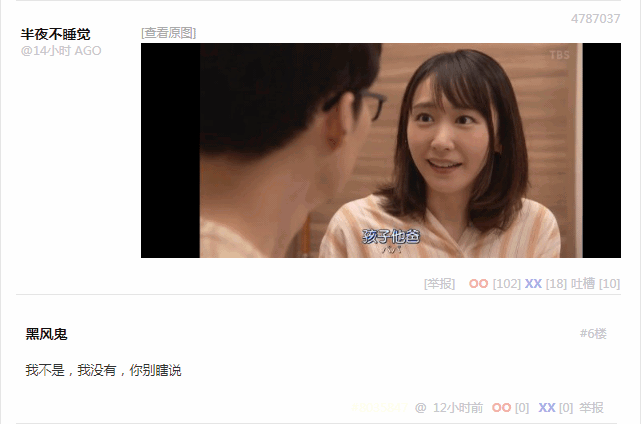 4787037
半夜不睡觉
@14小时 AGO
[查看原图]
TBS
孩子他爸
パパ
[举报] OO [102] XX [18] 吐槽 [10]
黑风鬼
#6楼
我不是，我没有，你别瞎说
@ 12小时前 OO [0] XX [0] 举报